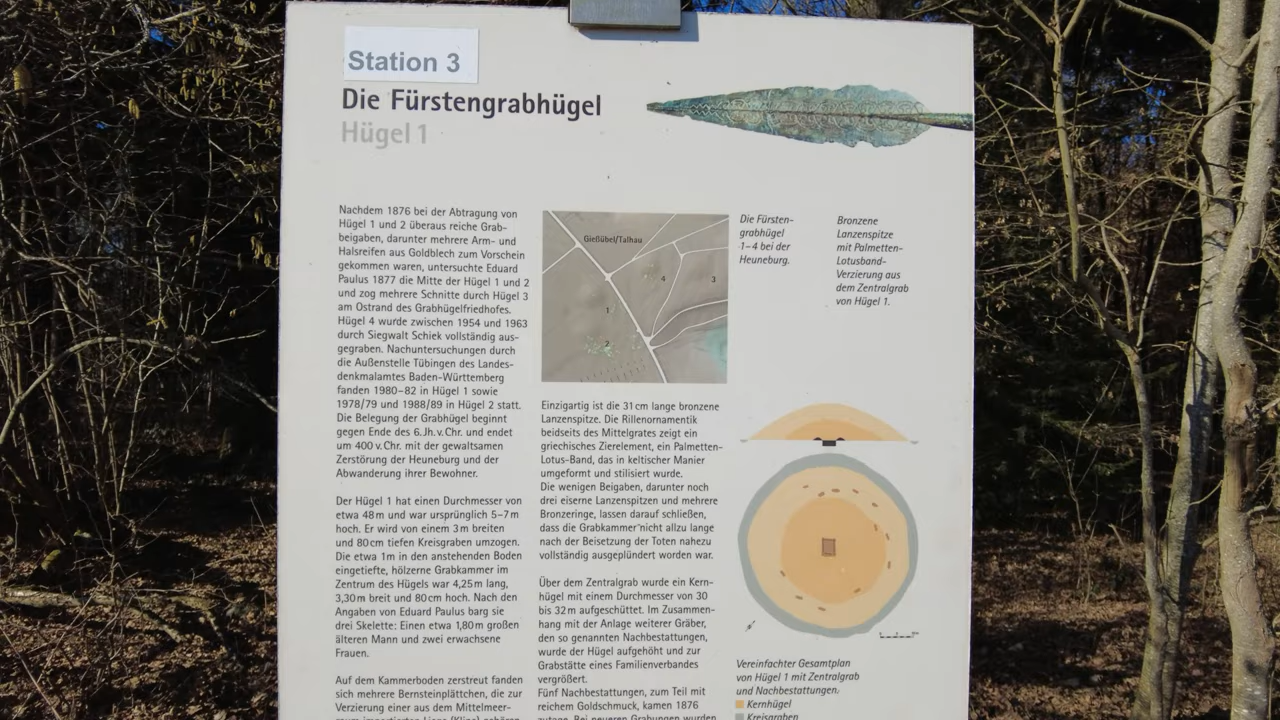 Station 3
Die Fürstengrabhügel
Hügel 1
Nachdem 1876 bei der Abtragung von
Hügel 1 und 2 überaus reiche Grab-
beigaben, darunter mehrere Arm- und
Halsreifen aus Goldblech zum Vorschein
gekommen waren, untersuchte Eduard
Paulus 1877 die Mitte der Hügel 1 und 2
und zog mehrere Schnitte durch Hügel 3
am Ostrand des Grabhügelfriedhofes.
Hügel 4 wurde zwischen 1954 und 1963
durch Siegwalt Schiek vollständig aus-
gegraben. Nachuntersuchungen durch
die Außenstelle Tübingen des Landes-
denkmalamtes Baden-Württemberg
fanden 1980–82 in Hügel 1 sowie
1978/79 und 1988/89 in Hügel 2 statt.
Die Belegung der Grabhügel beginnt
gegen Ende des 6. Jh. v. Chr. und endet
um 400 v. Chr. mit der gewaltsamen
Zerstörung der Heuneburg und der
Abwanderung ihrer Bewohner.
Der Hügel 1 hat einen Durchmesser von
etwa 48 m und war ursprünglich 5–7 m
hoch. Er wird von einem 3 m breiten
und 80 cm tiefen Kreisgraben umzogen.
Die etwa 1m in den anstehenden Boden
eingetiefte, hölzerne Grabkammer im
Zentrum des Hügels war 4,25 m lang,
3,30 m breit und 80 cm hoch. Nach den
Angaben von Eduard Paulus barg sie
drei Skelette: Einen etwa 1,80 m großen
älteren Mann und zwei erwachsene
Frauen.
Auf dem Kammerboden zerstreut fanden
sich mehrere Bernsteinplättchen, die zur
Verzierung einer aus dem Mittelmeer-
Gießübel/Talhau
4
3
1
2
Die Fürsten-
grabhügel
1–4 bei der
Heuneburg.
Bronzene
Lanzenspitze
mit Palmetten-
Lotusband-
Verzierung aus
dem Zentralgrab
von Hügel 1.
Einzigartig ist die 31 cm lange bronzene
Lanzenspitze. Die Rillenornamentik
beidseits des Mittelgrates zeigt ein
griechisches Zierelement, ein Palmetten-
Lotus-Band, das in keltischer Manier
umgeformt und stilisiert wurde.
Die wenigen Beigaben, darunter noch
drei eiserne Lanzenspitzen und mehrere
Bronzeringe, lassen darauf schließen,
dass die Grabkammer nicht allzu lange
nach der Beisetzung der Toten nahezu
vollständig ausgeplündert worden war.
Über dem Zentralgrab wurde ein Kern-
hügel mit einem Durchmesser von 30
bis 32 m aufgeschüttet. Im Zusammen-
hang mit der Anlage weiterer Gräber,
den so genannten Nachbestattungen,
wurde der Hügel aufgehöht und zur
Grabstätte eines Familienverbandes
vergrößert.
Fünf Nachbestattungen, zum Teil mit
reichem Goldschmuck, kamen 1876
zutage. Bei neueren Grabungen wurden
Vereinfachter Gesamtplan
von Hügel 1 mit Zentralgrab
und Nachbestattungen.
Kernhügel
Kreisgraben